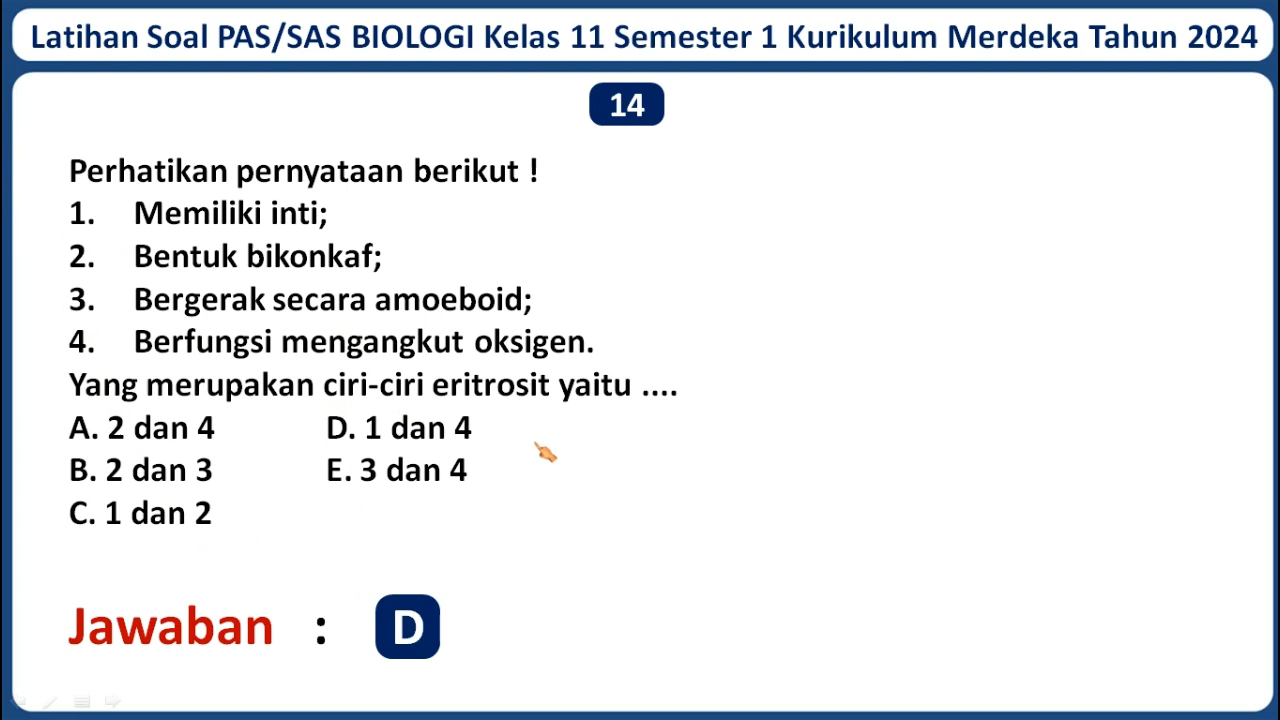 Latihan Soal PAS/SAS BIOLOGI Kelas 11 Semester 1 Kurikulum Merdeka Tahun 2024
14
Perhatikan pernyataan berikut !
1. Memiliki inti;
2. Bentuk bikonkaf;
3. Bergerak secara amoeboid;
4. Berfungsi mengangkut oksigen.
Yang merupakan ciri-ciri eritrosit yaitu ....
A. 2 dan 4 D. 1 dan 4
B. 2 dan 3 E. 3 dan 4
C. 1 dan 2
Jawaban : D